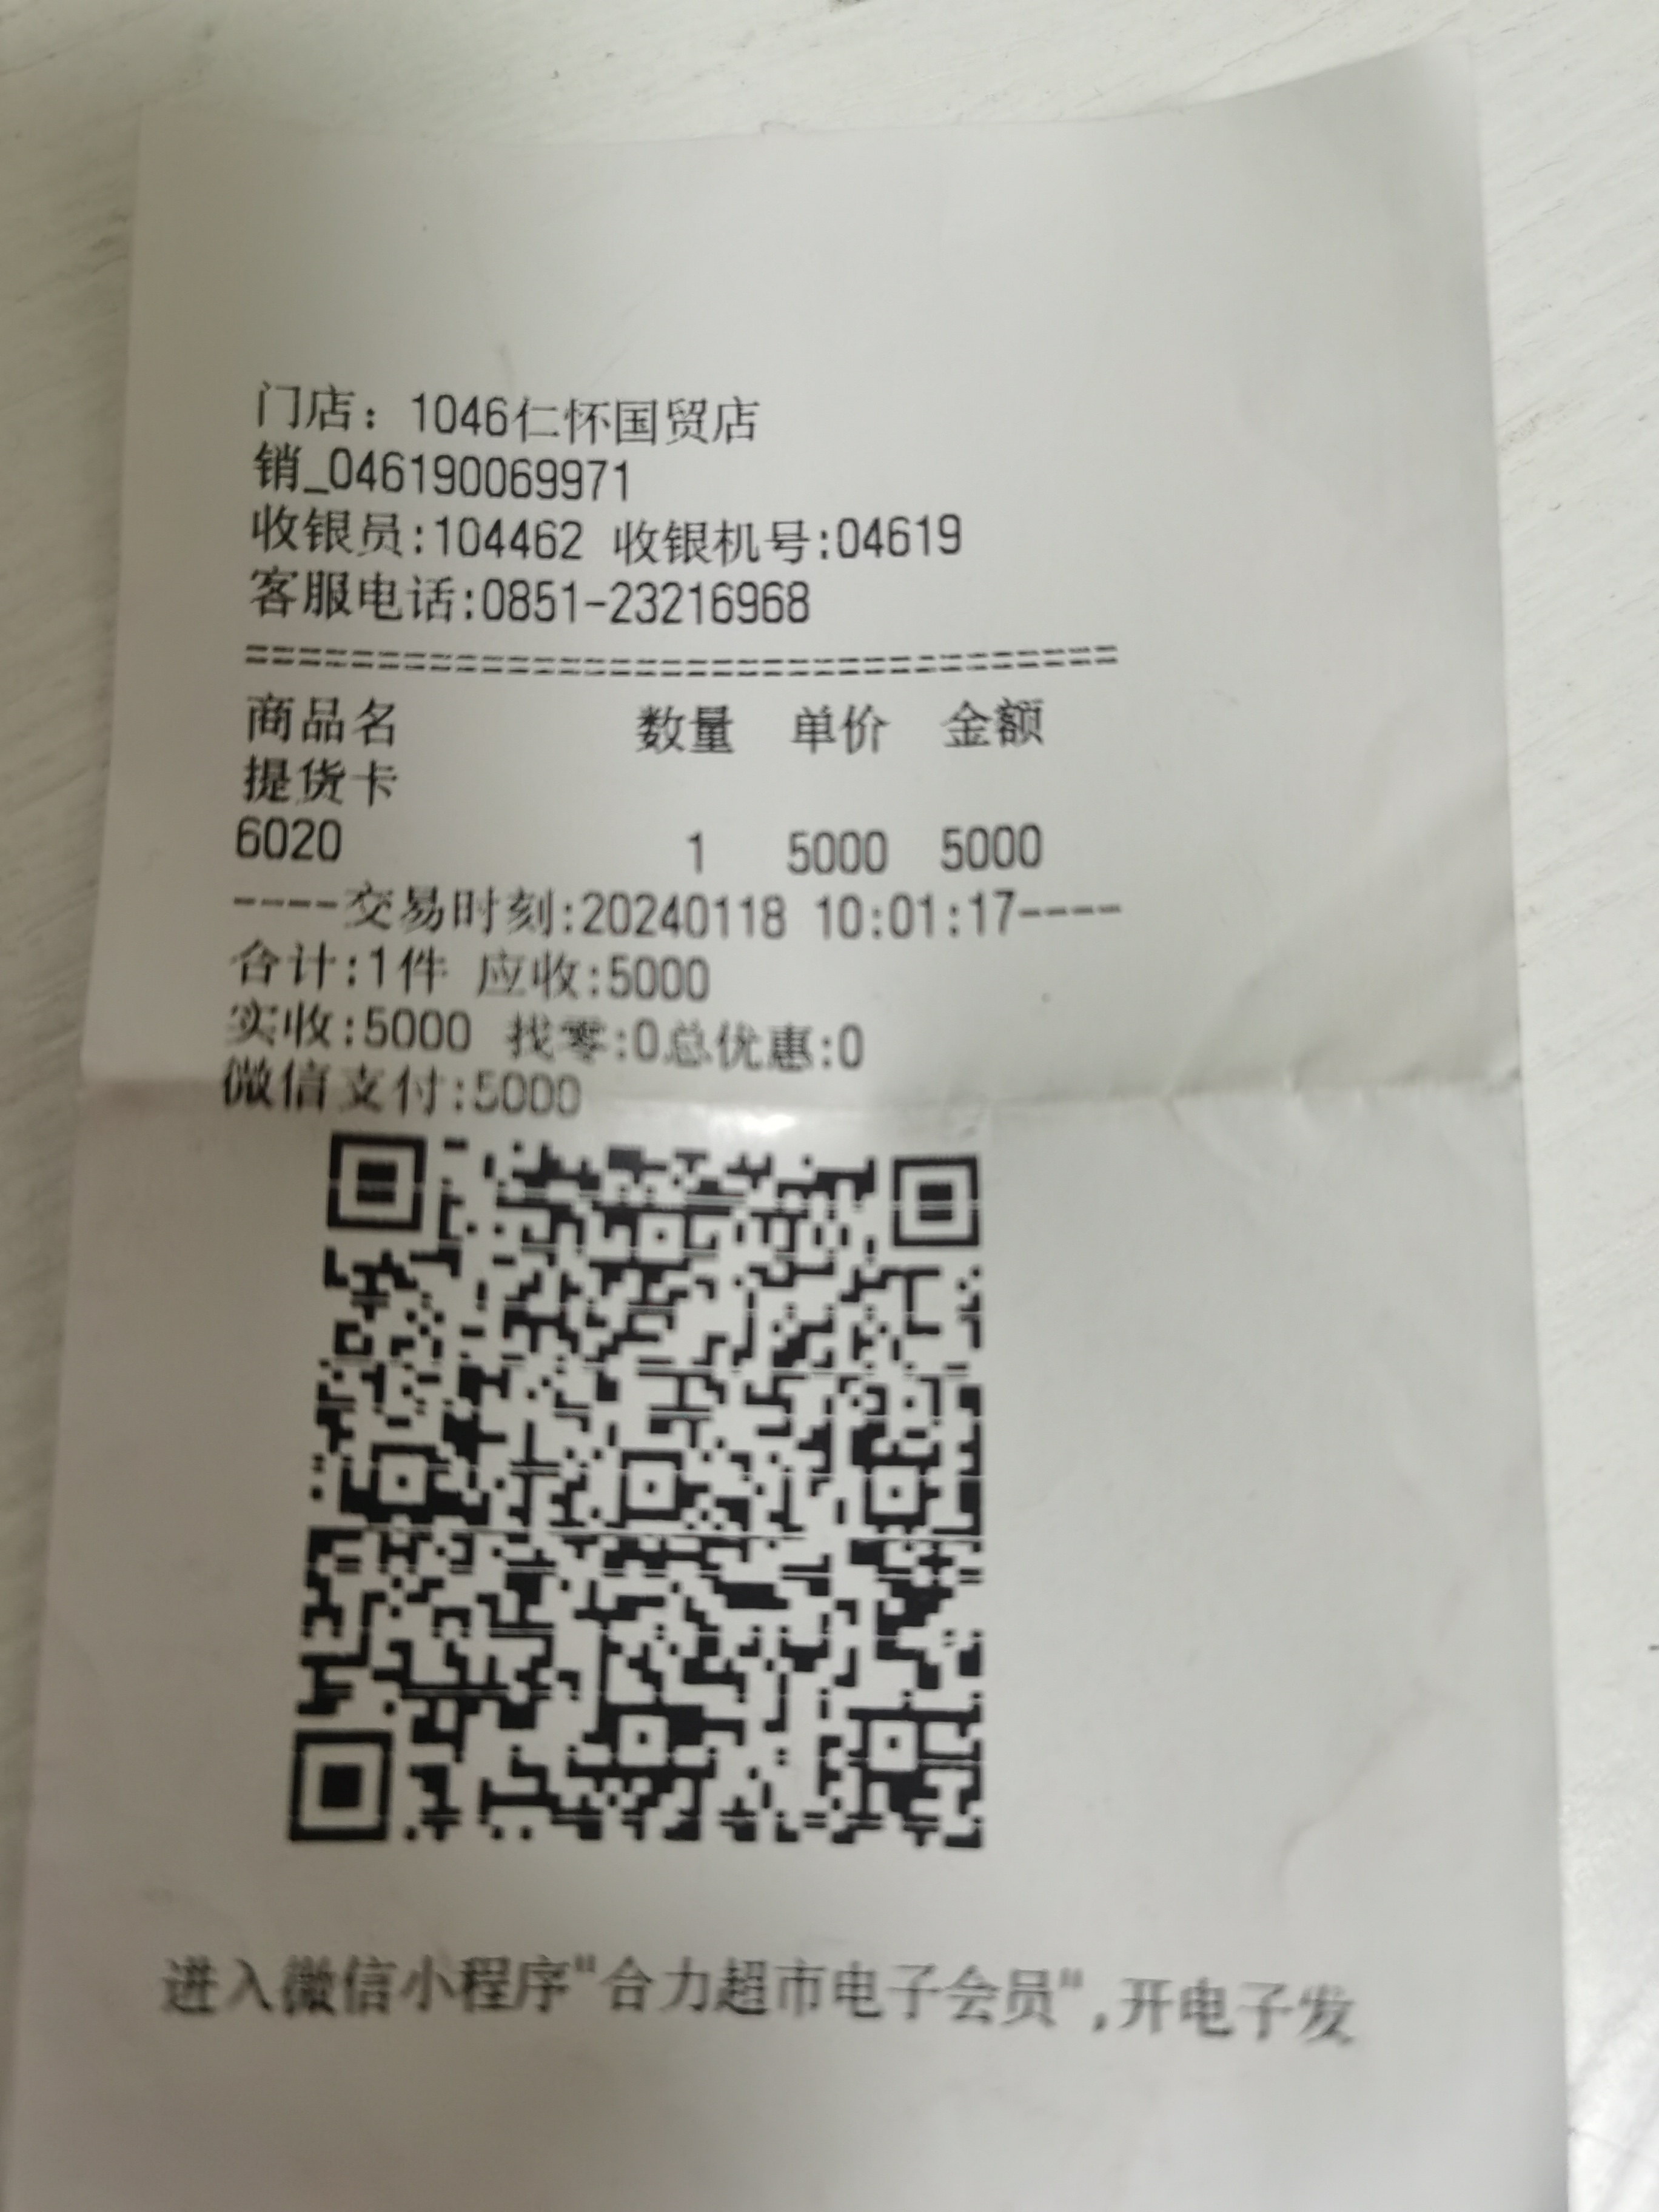 门店：1046仁怀国贸店
销_046190069971
收银员:104462 收银机号:04619
客服电话:0851-23216968
=================================
商品名 数量 单价 金额
提货卡
6020 1 5000 5000
----交易时刻:20240118 10:01:17----
合计:1件 应收:5000
实收:5000 找零:0总优惠:0
微信支付:5000
进入微信小程序"合力超市电子会员",开电子发